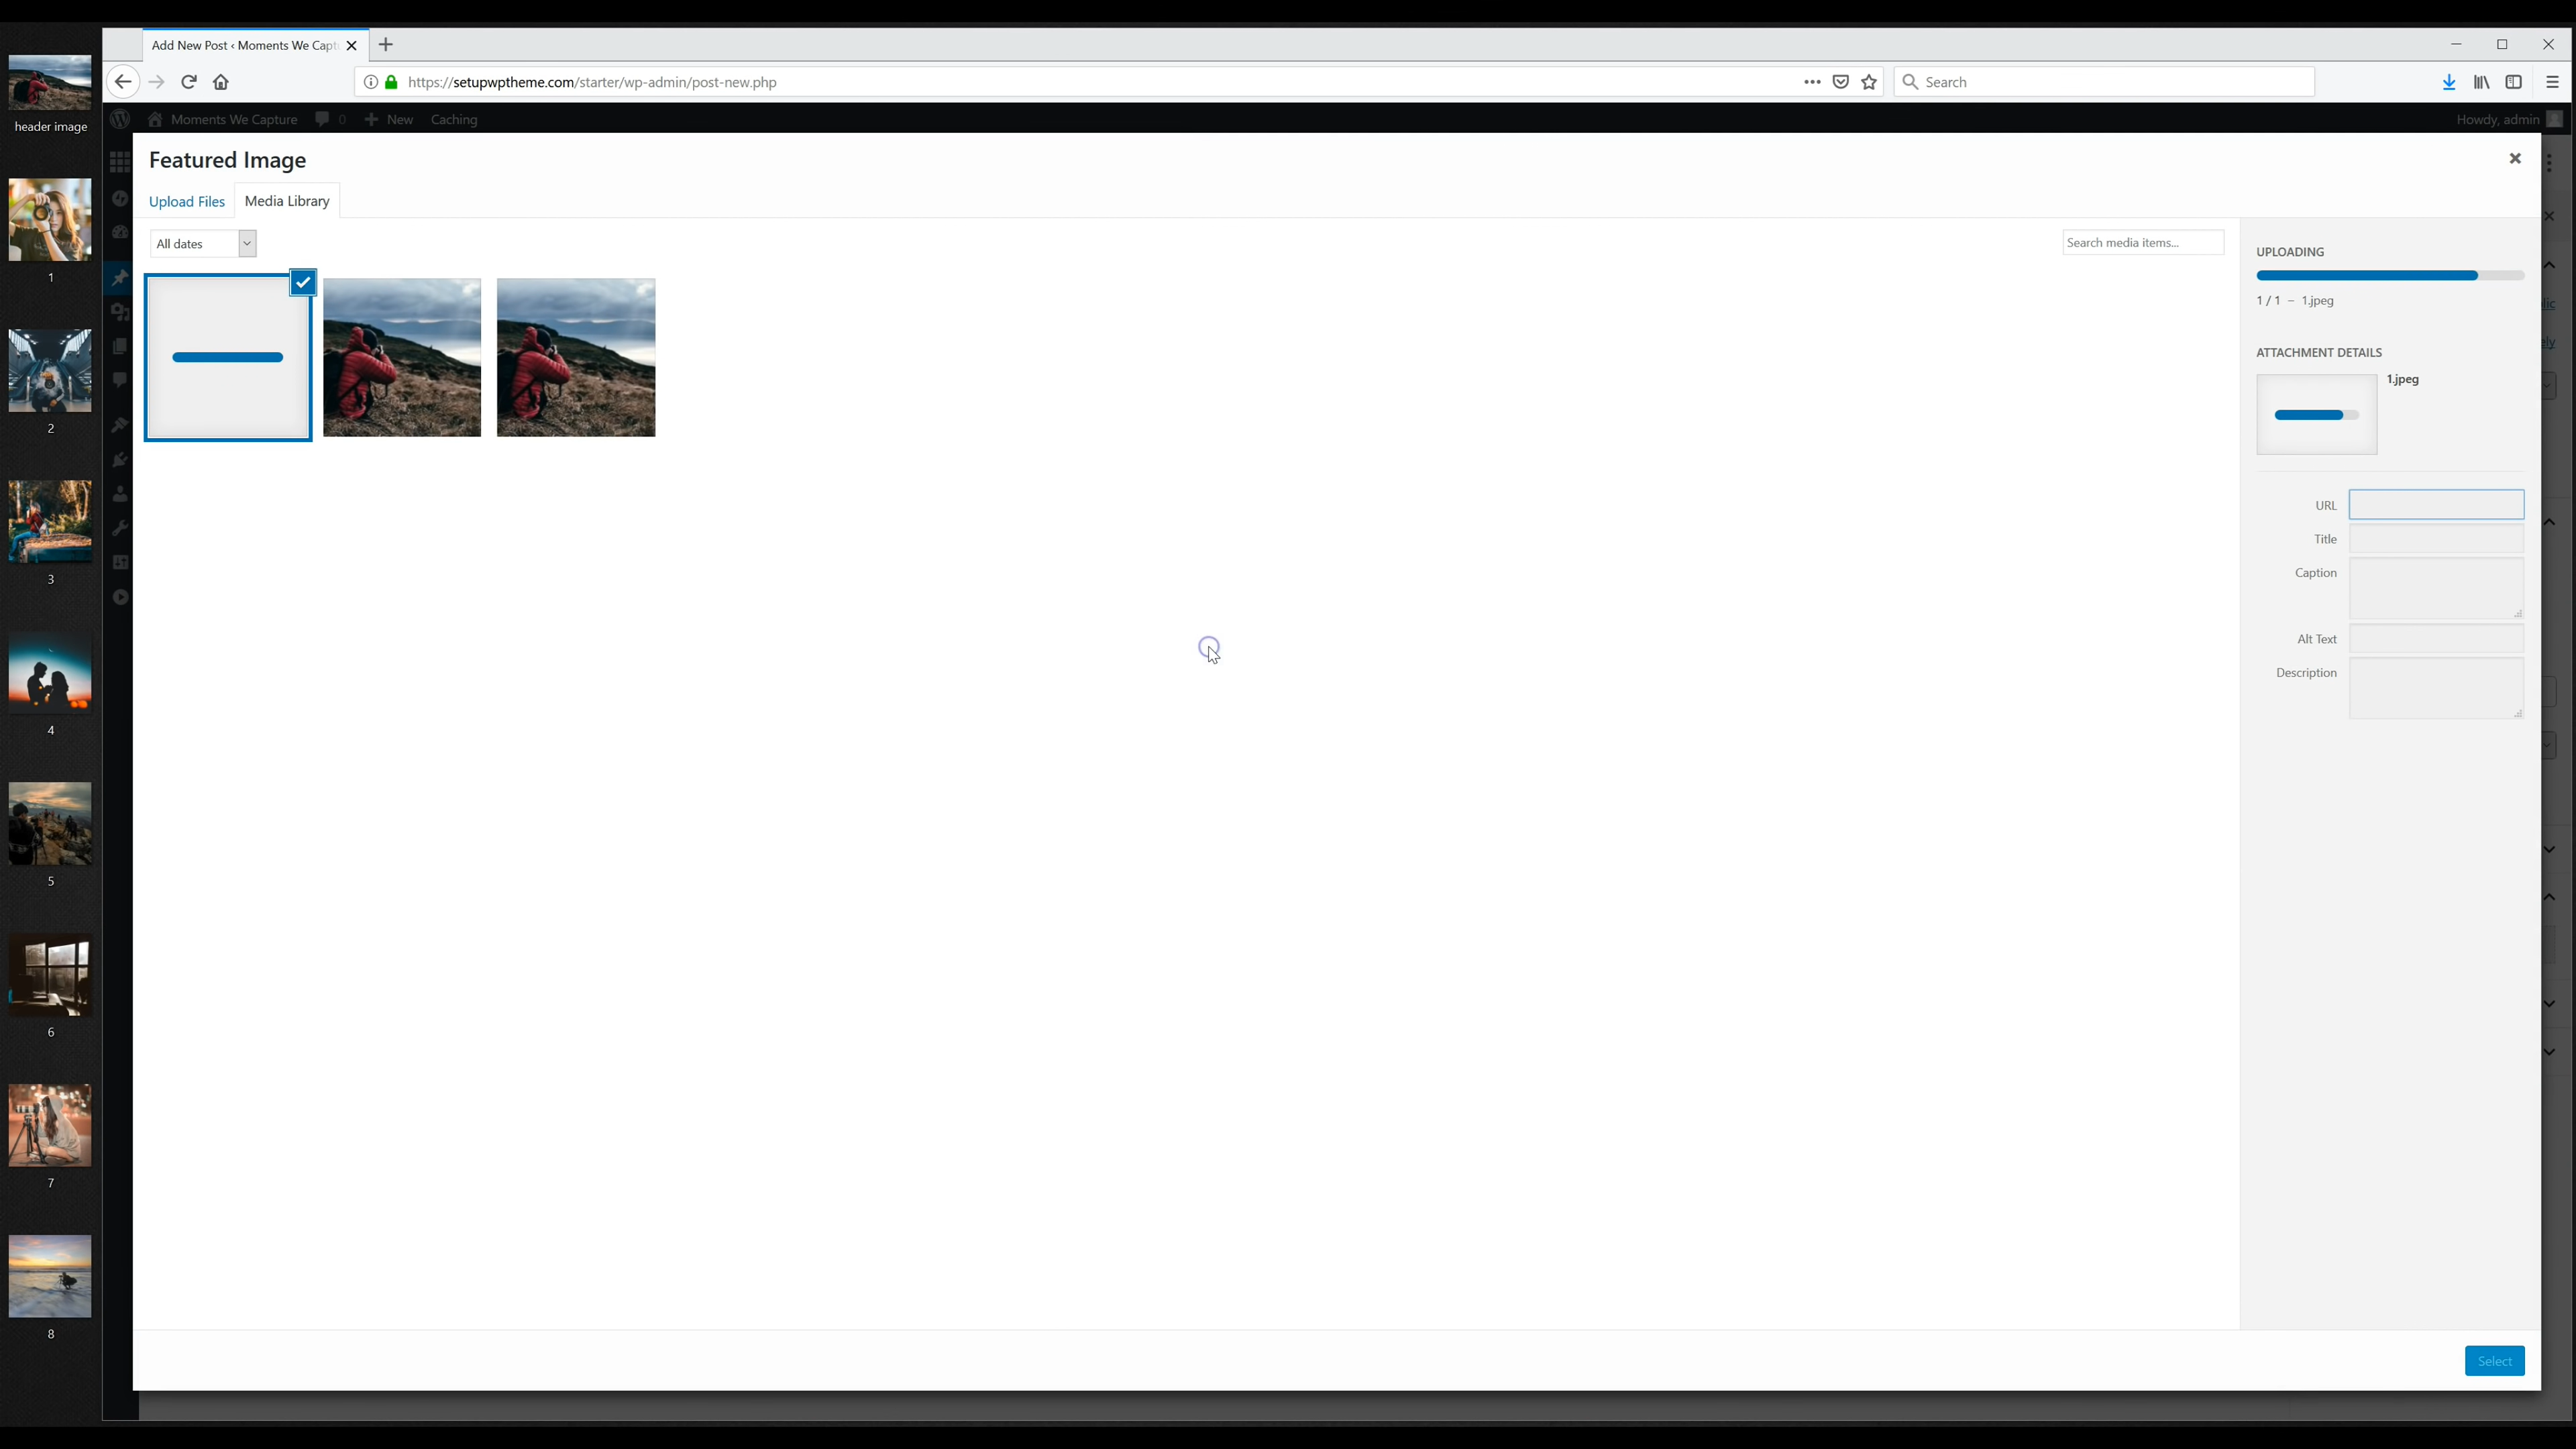 Add New Post ‹ Moments We Capt
https://setupwptheme.com/starter/wp-admin/post-new.php
Search
header image
Moments We Capture
0
New
Caching
Howdy, admin
Featured Image
Upload Files
Media Library
All dates
Search media items...
UPLOADING
1 / 1 – 1.jpeg
ATTACHMENT DETAILS
1.jpeg
URL
Title
Caption
Alt Text
Description
Select
1
2
3
4
5
6
7
8